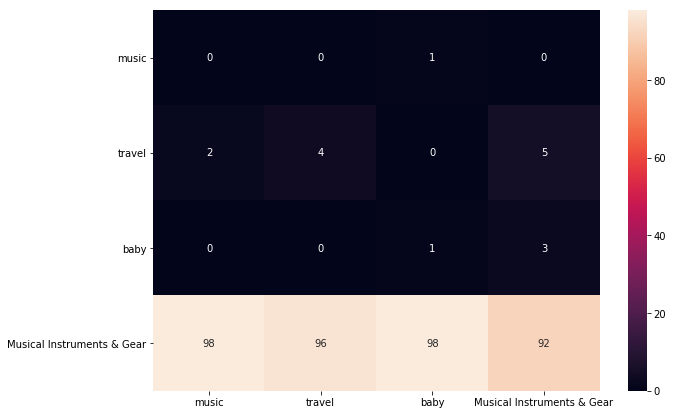 music 0 0 1 0
travel 2 4 0 5
baby 0 0 1 3
Musical Instruments & Gear 98 96 98 92
music travel baby Musical Instruments & Gear
80
60
40
20
0